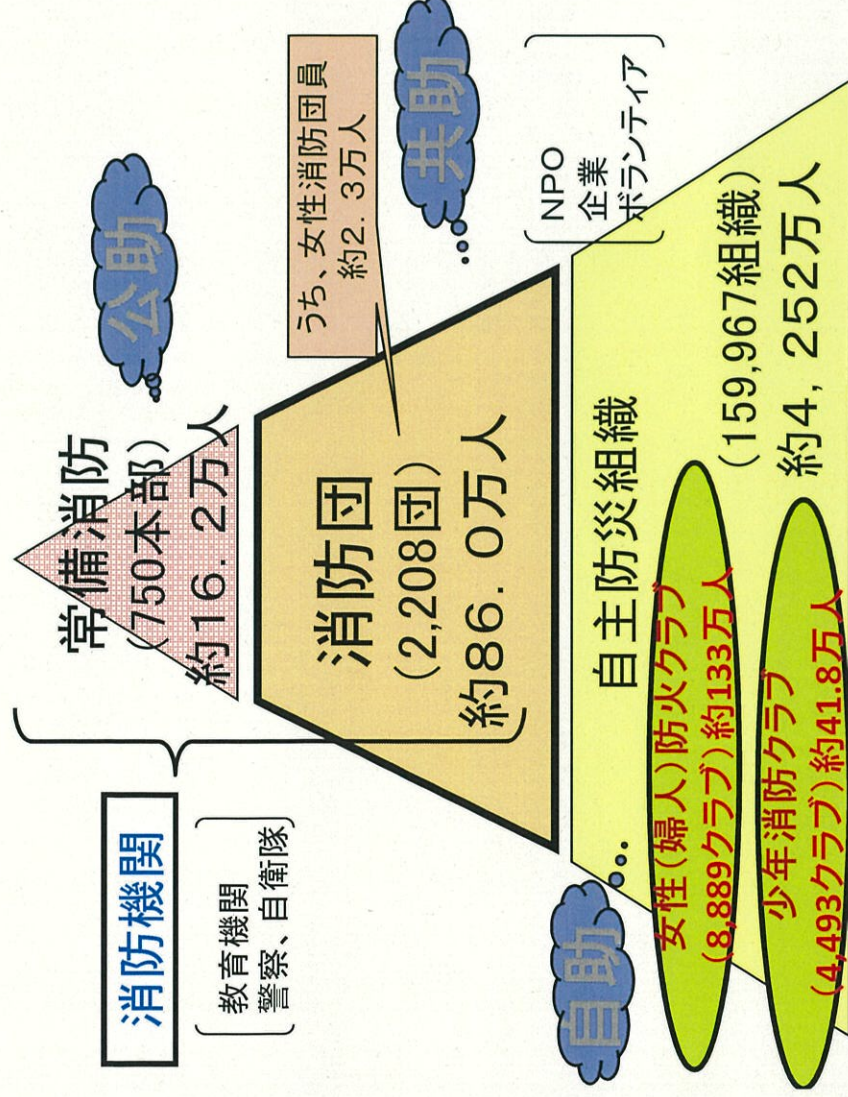 公助
常備消防
(750本部)
約16. 2万人
消防機関
教育機関
警察、自衛隊
うち、女性消防団員
約2. 3万人
共助
消防団
(2,208団)
約86. 0万人
NPO
企業
ボランティア
自助
自主防災組織
(159,967組織)
約4, 252万人
女性(婦人)防火クラブ
(8,889クラブ)約133万人
少年消防クラブ
(4,493クラブ)約41.8万人